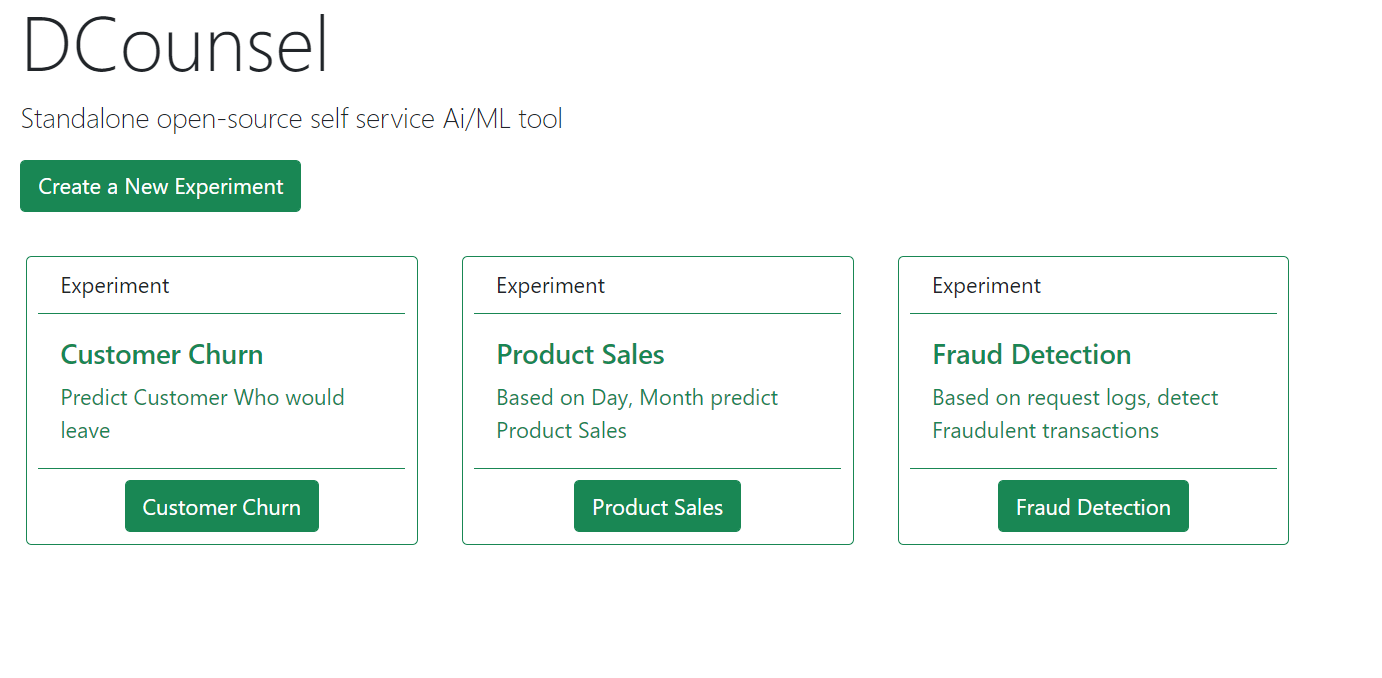 DCounsel
Standalone open-source self service Ai/ML tool
Create a New Experiment
Experiment
Customer Churn
Predict Customer Who would
leave
Customer Churn
Experiment
Product Sales
Based on Day, Month predict
Product Sales
Product Sales
Experiment
Fraud Detection
Based on request logs, detect
Fraudulent transactions
Fraud Detection